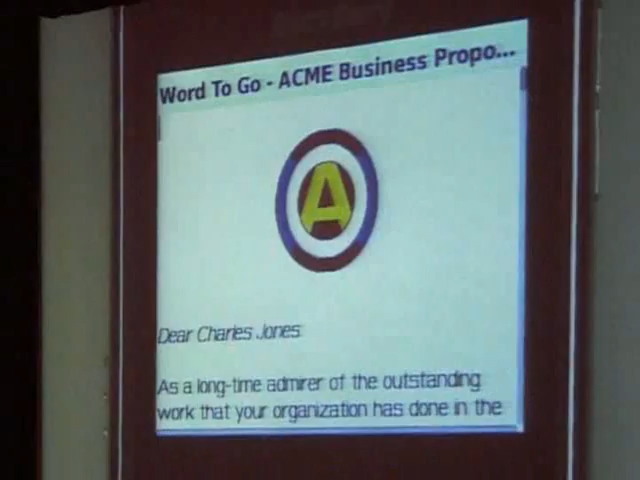 Word To Go - ACME Business Propo...
A
Dear Charles Jones
As a long-time admirer of the outstanding
work that your organization has done in the